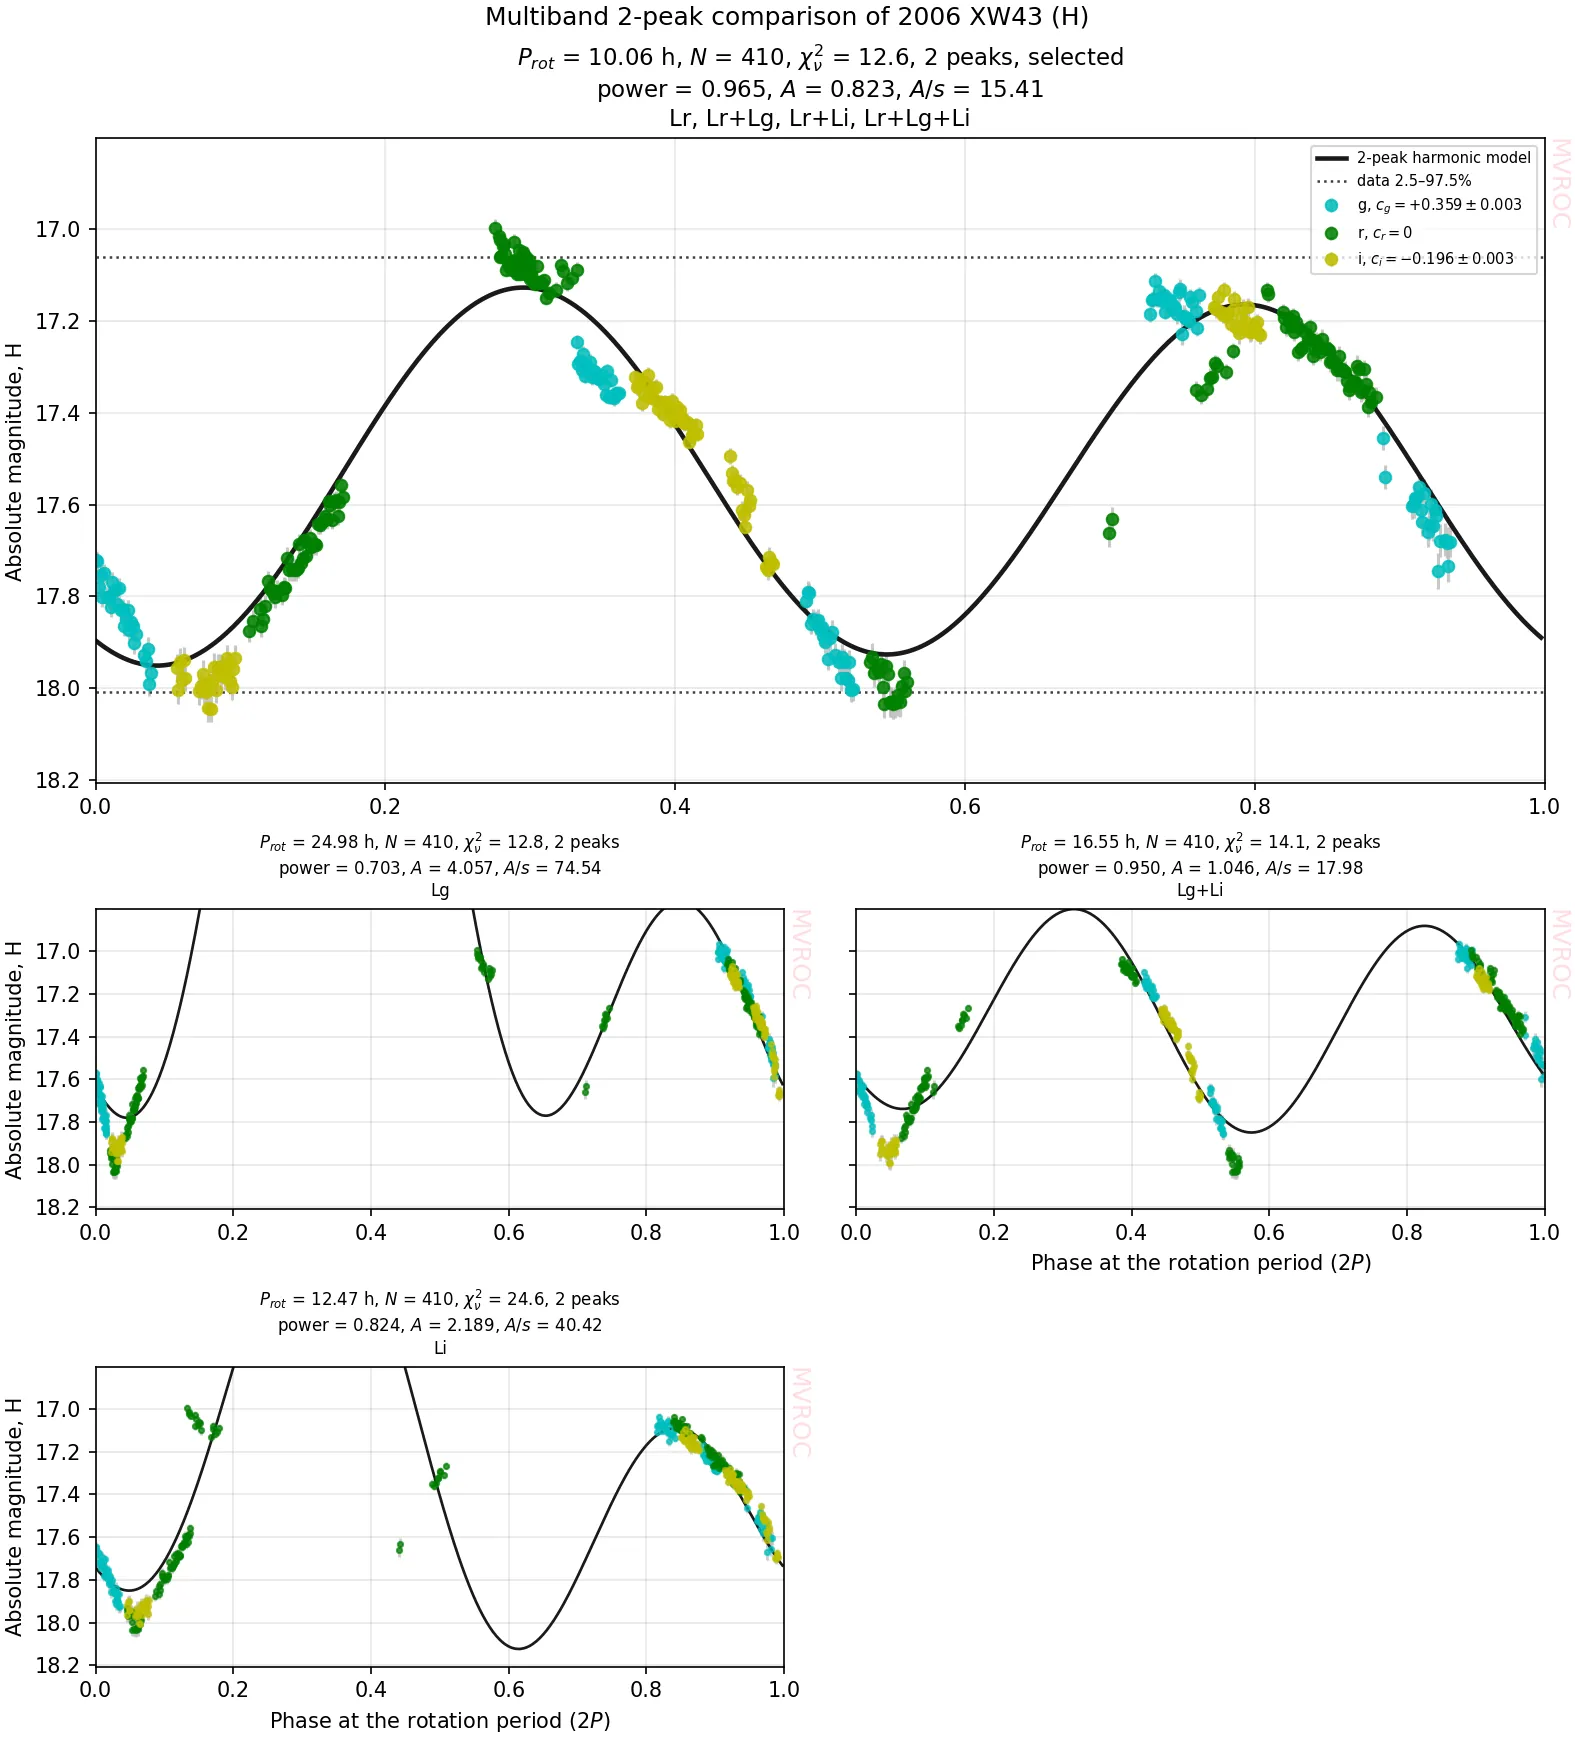 Multiband 2-peak comparison of 2006 XW43 (H)
P_rot = 10.06 h, N = 410, χ²_ν = 12.6, 2 peaks, selected
power = 0.965, A = 0.823, A/s = 15.41
Lr, Lr+Lg, Lr+Li, Lr+Lg+Li
2-peak harmonic model
data 2.5–97.5%
g, c_g = +0.359 ± 0.003
r, c_r = 0
i, c_i = −0.196 ± 0.003
MVROC
Absolute magnitude, H
17.0
17.2
17.4
17.6
17.8
18.0
18.2
0.0 0.2 0.4 0.6 0.8 1.0
P_rot = 24.98 h, N = 410, χ²_ν = 12.8, 2 peaks
power = 0.703, A = 4.057, A/s = 74.54
Lg
MVROC
Absolute magnitude, H
17.0
17.2
17.4
17.6
17.8
18.0
18.2
0.0 0.2 0.4 0.6 0.8 1.0
P_rot = 16.55 h, N = 410, χ²_ν = 14.1, 2 peaks
power = 0.950, A = 1.046, A/s = 17.98
Lg+Li
MVROC
0.0 0.2 0.4 0.6 0.8 1.0
Phase at the rotation period (2P)
P_rot = 12.47 h, N = 410, χ²_ν = 24.6, 2 peaks
power = 0.824, A = 2.189, A/s = 40.42
Li
MVROC
Absolute magnitude, H
17.0
17.2
17.4
17.6
17.8
18.0
18.2
0.0 0.2 0.4 0.6 0.8 1.0
Phase at the rotation period (2P)